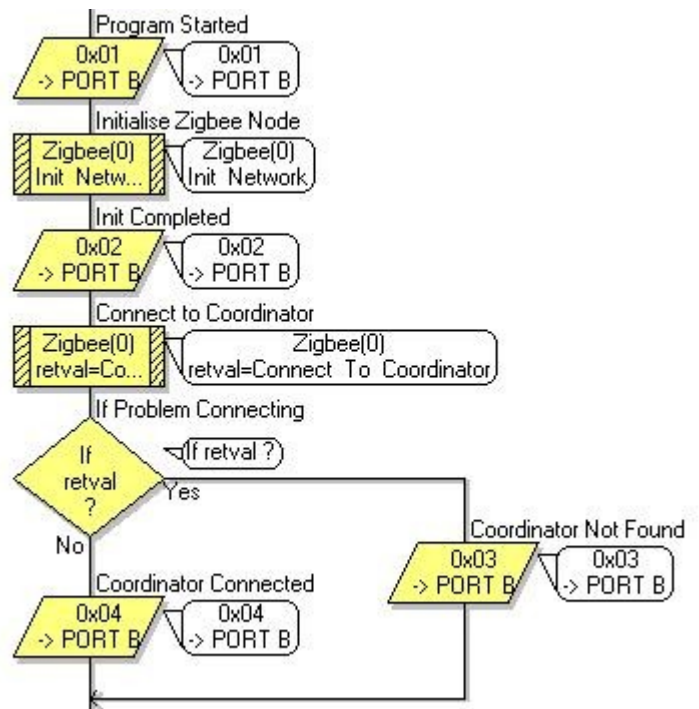 Program Started
0x01
-> PORT B
0x01
-> PORT B
Initialise Zigbee Node
Zigbee(0)
Init Netw...
Zigbee(0)
Init Network
Init Completed
0x02
-> PORT B
0x02
-> PORT B
Connect to Coordinator
Zigbee(0)
retval=Co...
Zigbee(0)
retval=Connect To Coordinator
If Problem Connecting
If
retval
?
If retval ?
Yes
No
Coordinator Not Found
0x03
-> PORT B
0x03
-> PORT B
Coordinator Connected
0x04
-> PORT B
0x04
-> PORT B